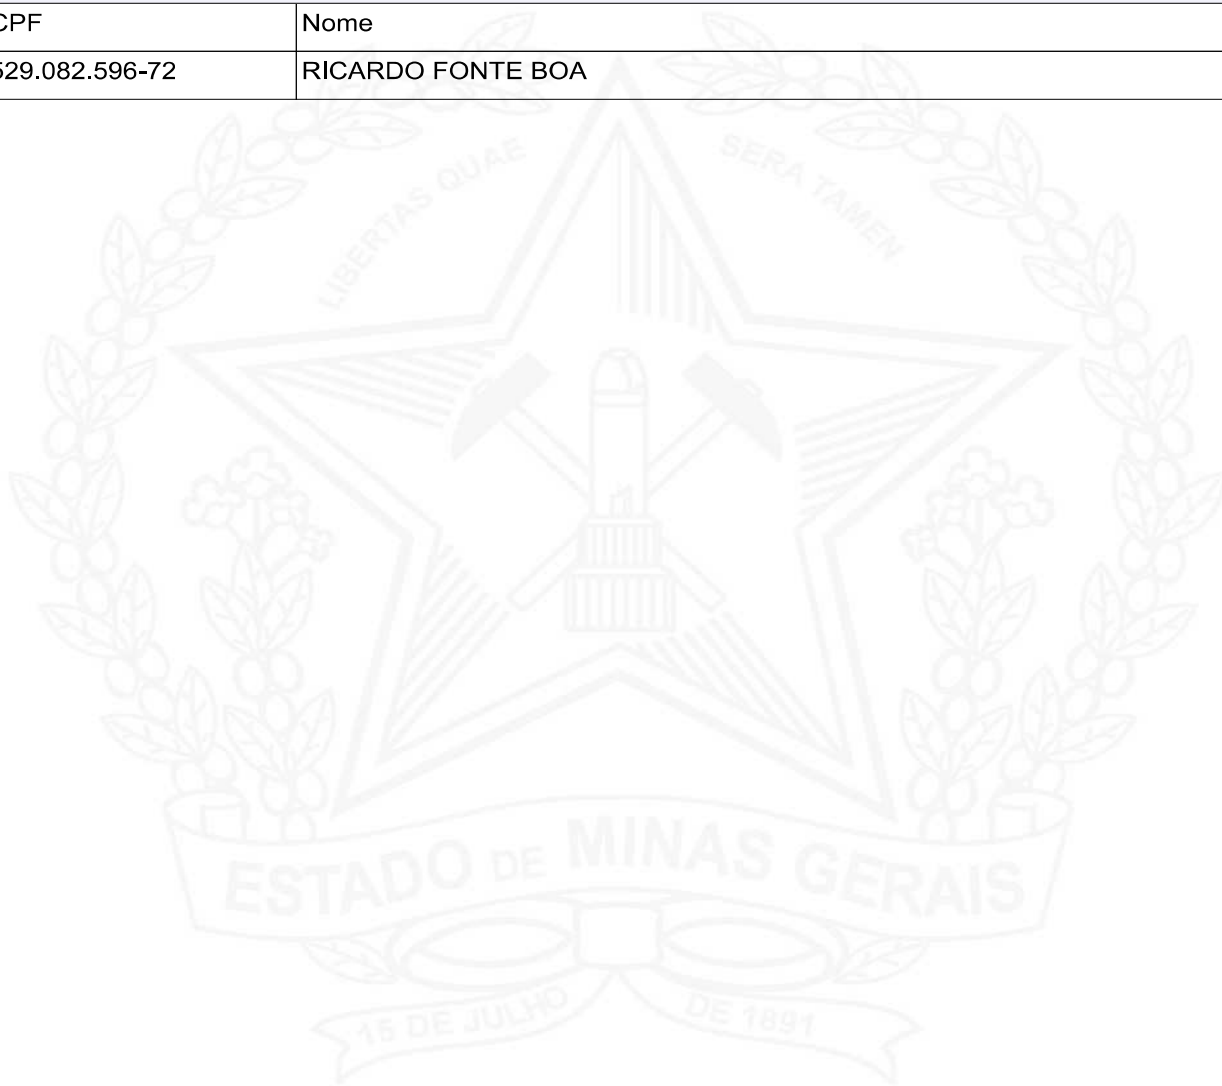 CPF Nome
529.082.596-72 RICARDO FONTE BOA
LIBERTAS QUAE SERA TAMEN
ESTADO DE MINAS GERAIS
15 DE JULHO DE 1891